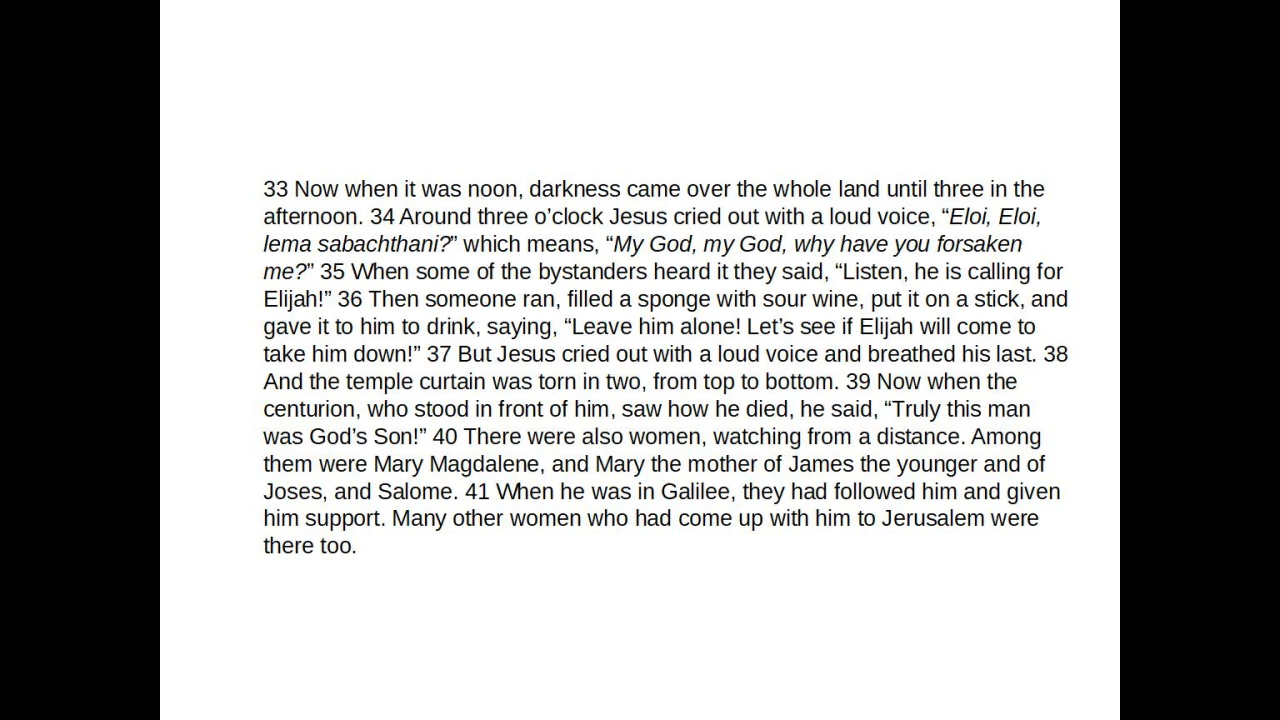 33 Now when it was noon, darkness came over the whole land until three in the
afternoon. 34 Around three o’clock Jesus cried out with a loud voice, “Eloi, Eloi,
lema sabachthani?” which means, “My God, my God, why have you forsaken
me?” 35 When some of the bystanders heard it they said, “Listen, he is calling for
Elijah!” 36 Then someone ran, filled a sponge with sour wine, put it on a stick, and
gave it to him to drink, saying, “Leave him alone! Let’s see if Elijah will come to
take him down!” 37 But Jesus cried out with a loud voice and breathed his last. 38
And the temple curtain was torn in two, from top to bottom. 39 Now when the
centurion, who stood in front of him, saw how he died, he said, “Truly this man
was God’s Son!” 40 There were also women, watching from a distance. Among
them were Mary Magdalene, and Mary the mother of James the younger and of
Joses, and Salome. 41 When he was in Galilee, they had followed him and given
him support. Many other women who had come up with him to Jerusalem were
there too.